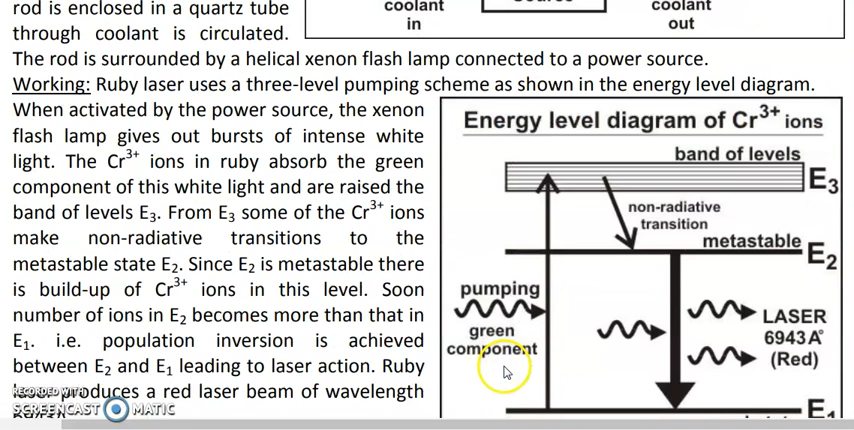 rod is enclosed in a quartz tube
through coolant is circulated.
coolant
in
coolant
out
The rod is surrounded by a helical xenon flash lamp connected to a power source.
Working: Ruby laser uses a three-level pumping scheme as shown in the energy level diagram.
When activated by the power source, the xenon
flash lamp gives out bursts of intense white
light. The Cr³⁺ ions in ruby absorb the green
component of this white light and are raised the
band of levels E₃. From E₃ some of the Cr³⁺ ions
make non-radiative transitions to the
metastable state E₂. Since E₂ is metastable there
is build-up of Cr³⁺ ions in this level. Soon
number of ions in E₂ becomes more than that in
E₁. i.e. population inversion is achieved
between E₂ and E₁ leading to laser action. Ruby
produces a red laser beam of wavelength
RECORDED WITH
SCREENCAST MATIC
Energy level diagram of Cr³⁺ ions
band of levels
E₃
non-radiative
transition
metastable
E₂
pumping
green
component
LASER
6943A°
(Red)
E₁